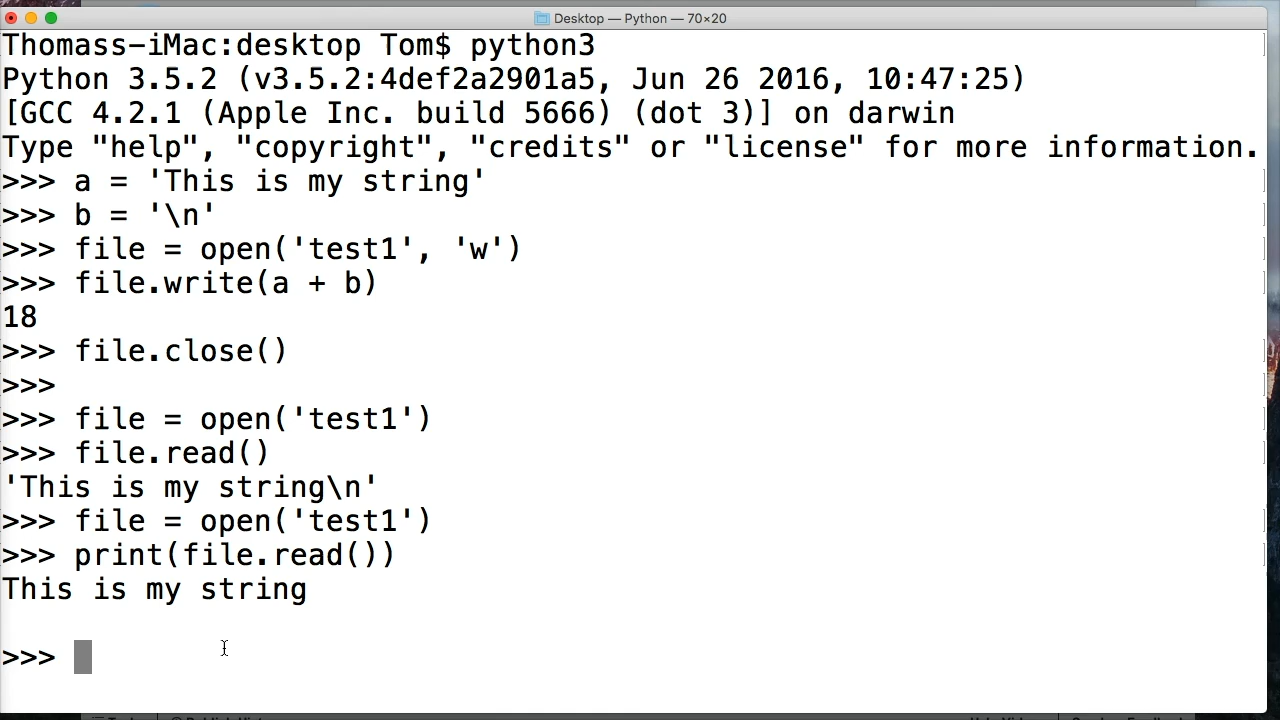 Desktop — Python — 70×20
Thomass-iMac:desktop Tom$ python3
Python 3.5.2 (v3.5.2:4def2a2901a5, Jun 26 2016, 10:47:25)
[GCC 4.2.1 (Apple Inc. build 5666) (dot 3)] on darwin
Type "help", "copyright", "credits" or "license" for more information.
>>> a = 'This is my string'
>>> b = '\n'
>>> file = open('test1', 'w')
>>> file.write(a + b)
18
>>> file.close()
>>>
>>> file = open('test1')
>>> file.read()
'This is my string\n'
>>> file = open('test1')
>>> print(file.read())
This is my string
>>>